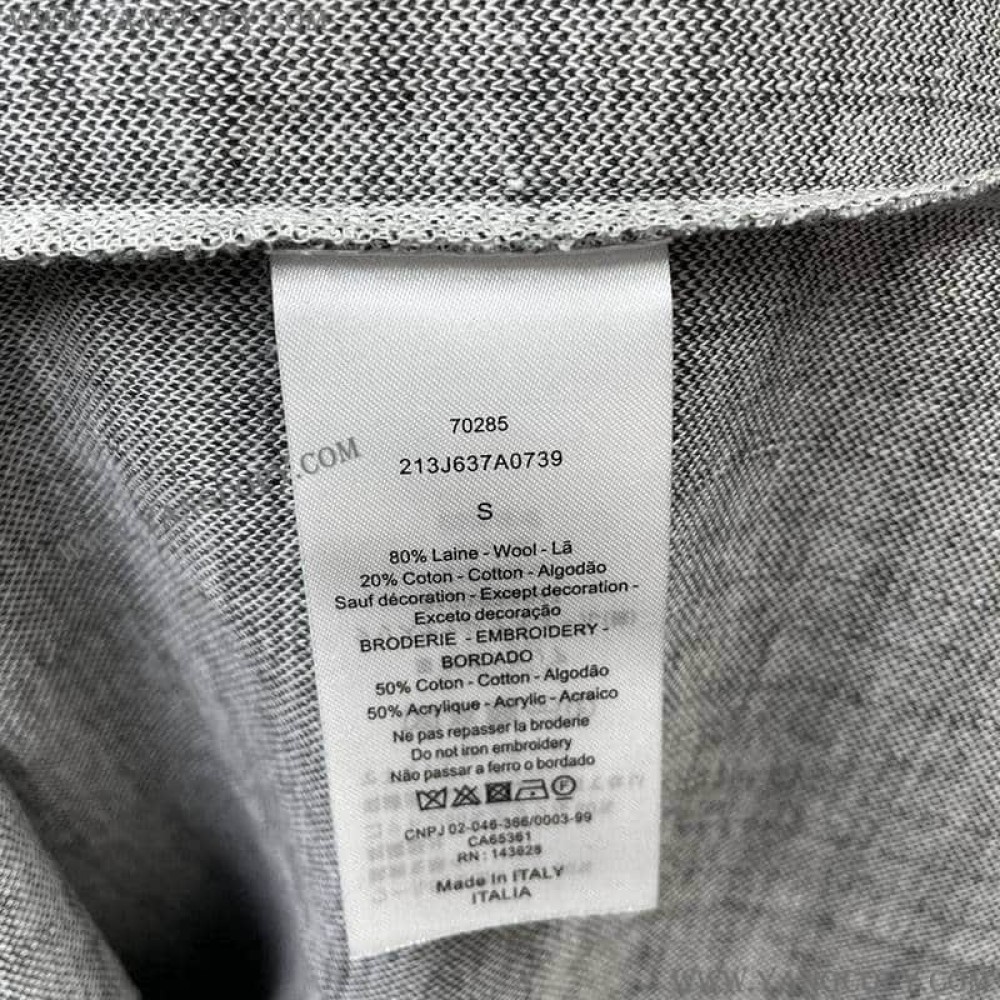 .COM
70285
213J637A0739
S
80% Laine - Wool - Lã
20% Coton - Cotton - Algodão
Sauf décoration - Except decoration -
Exceto decoração
BRODERIE - EMBROIDERY -
BORDADO
50% Coton - Cotton - Algodão
50% Acrylique - Acrylic - Acraico
Ne pas repasser la broderie
Do not iron embroidery
Não passar a ferro o bordado
CNPJ 02-046-366/0003-99
CA65361
RN : 143628
Made In ITALY
ITALIA